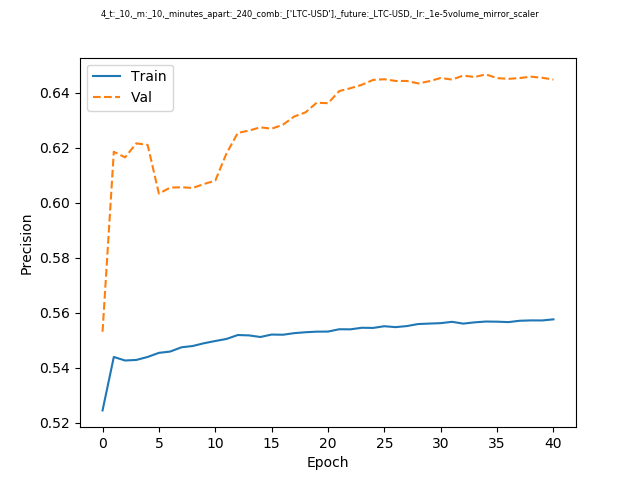 4_t:_10,_m:_10,_minutes_apart:_240_comb:_['LTC-USD'],_future:_LTC-USD,_lr:_1e-5volume_mirror_scaler
Train
Val
0.64
0.62
0.60
0.58
0.56
0.54
0.52
Precision
0 5 10 15 20 25 30 35 40
Epoch